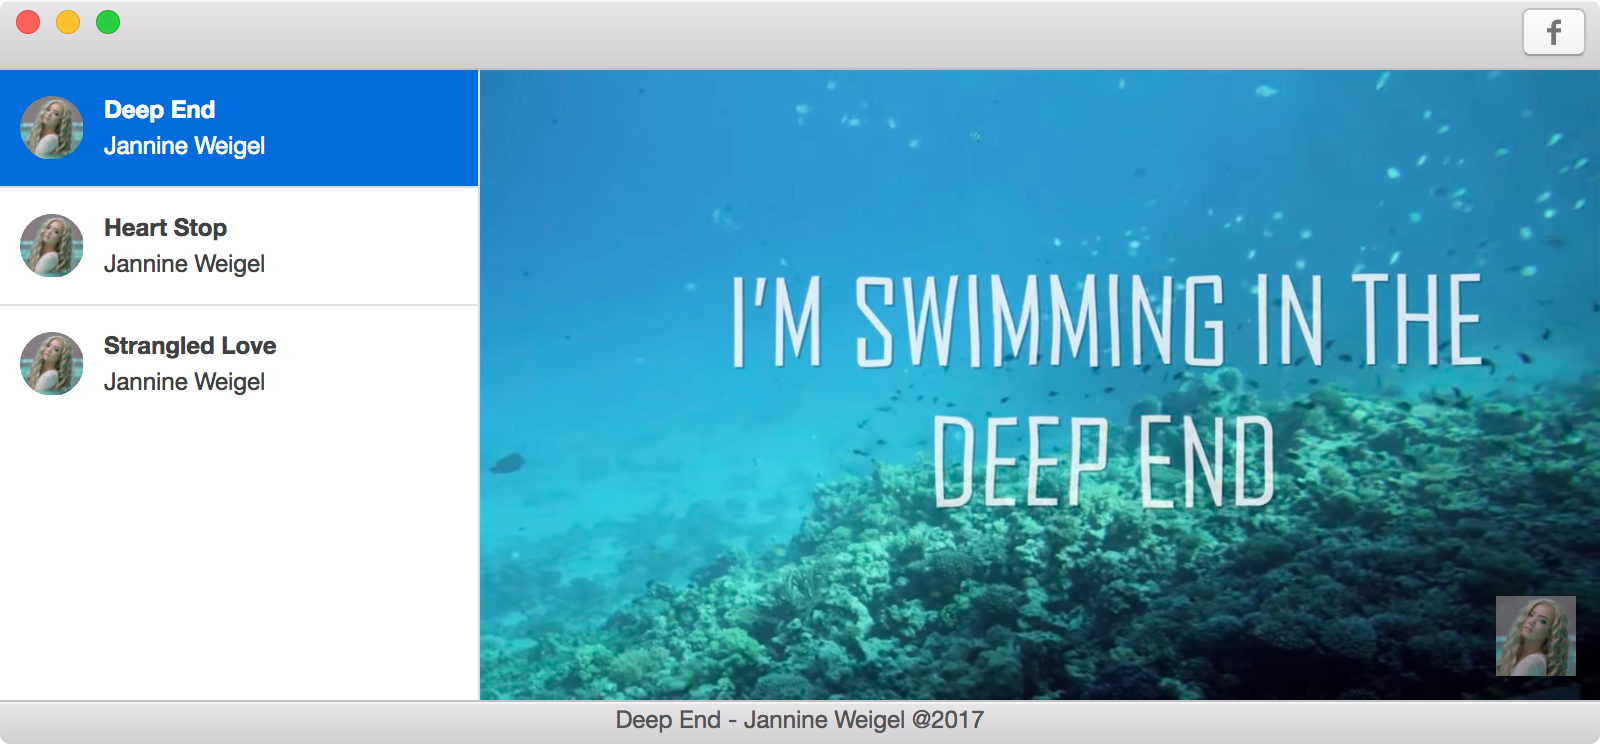 f
Deep End
Jannine Weigel
Heart Stop
Jannine Weigel
Strangled Love
Jannine Weigel
I'M SWIMMING IN THE
DEEP END
Deep End - Jannine Weigel @2017